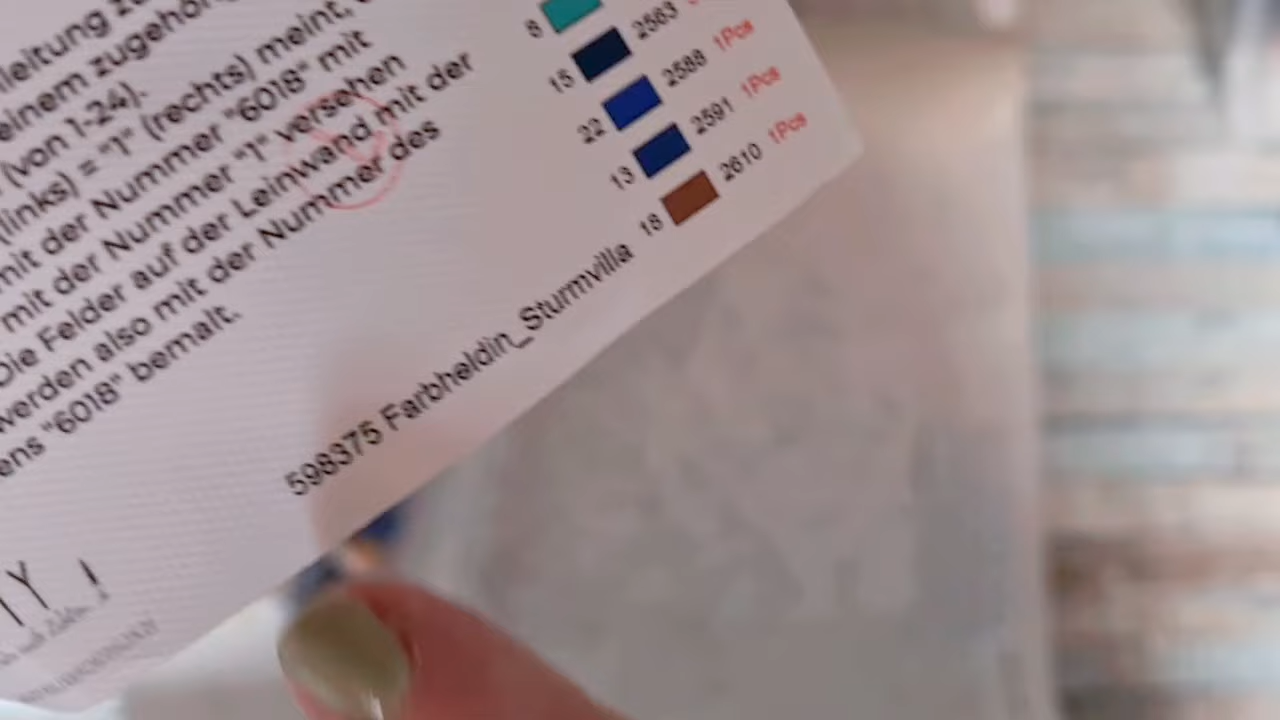 leitung
einem
(von 1-24).
(links) = "1" (rechts) meint,
mit der Nummer "6018" mit
mit der Nummer "1" versehen
Die Felder auf der Leinwand mit der
werden also mit der Nummer des
"6018" bemalt.
8
15 2563
22 2588 1Pcs
13 2591 1Pcs
18 2610 1Pcs
598375 Farbheldin_Sturmvilla